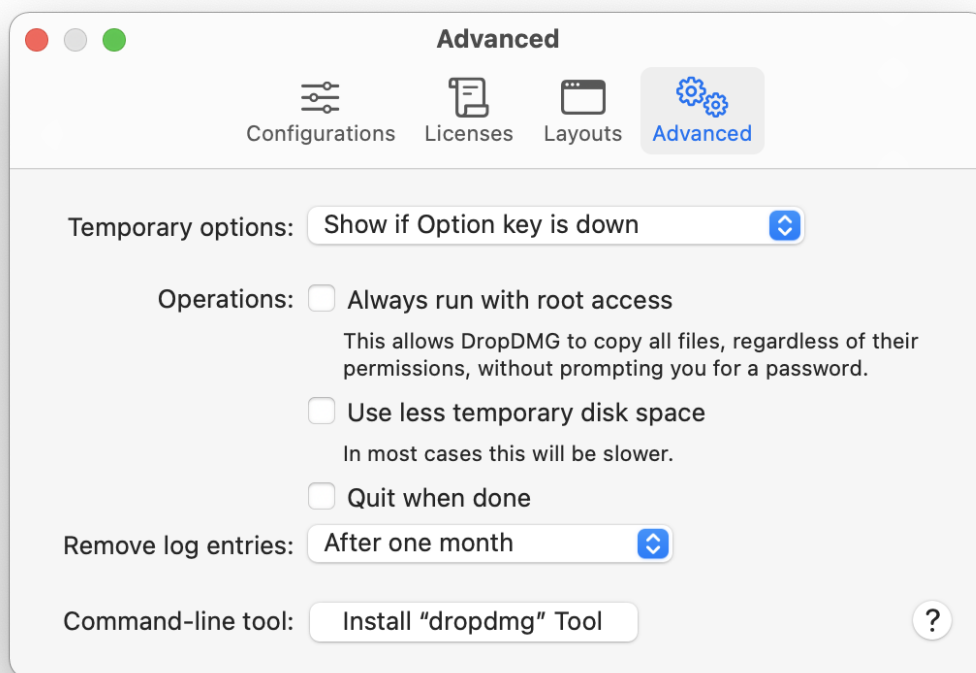 Advanced
Configurations Licenses Layouts Advanced
Temporary options: Show if Option key is down
Operations: Always run with root access
This allows DropDMG to copy all files, regardless of their
permissions, without prompting you for a password.
Use less temporary disk space
In most cases this will be slower.
Quit when done
Remove log entries: After one month
Command-line tool: Install “dropdmg” Tool ?